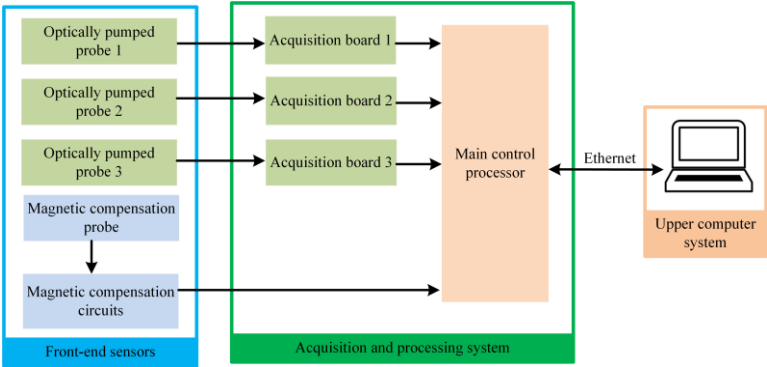 Optically pumped
probe 1
Acquisition board 1
Optically pumped
probe 2
Acquisition board 2
Optically pumped
probe 3
Acquisition board 3
Main control
processor
Ethernet
Magnetic compensation
probe
Upper computer
system
Magnetic compensation
circuits
Front-end sensors
Acquisition and processing system